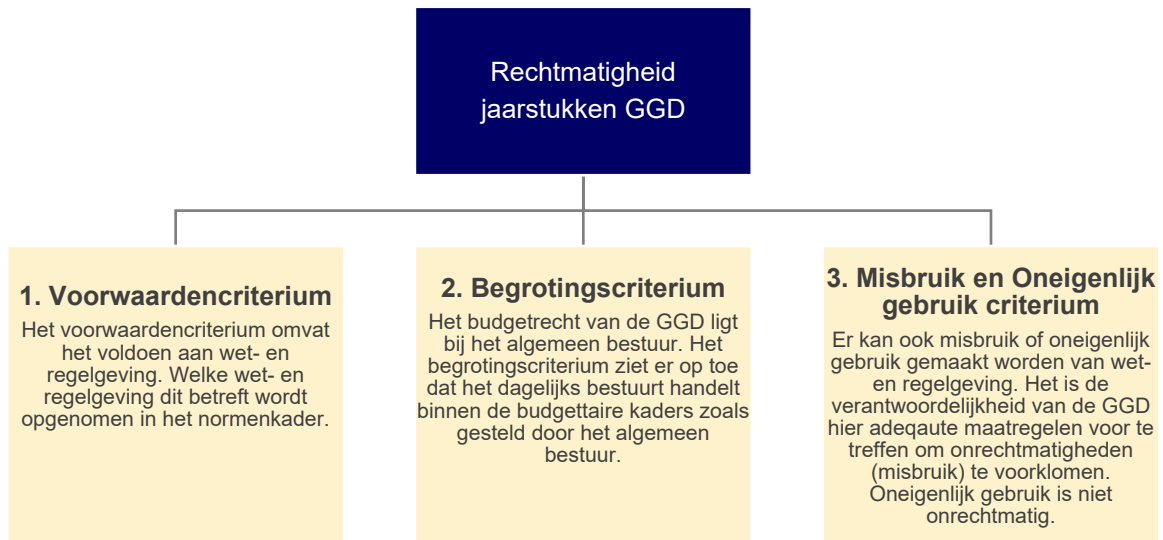 Rechtmatigheid
jaarstukken GGD
1. Voorwaardencriterium
Het voorwaardencriterium omvat
het voldoen aan wet- en
regelgeving. Welke wet- en
regelgeving dit betreft wordt
opgenomen in het normenkader.
2. Begrotingscriterium
Het budgetrecht van de GGD ligt
bij het algemeen bestuur. Het
begrotingscriterium ziet er op toe
dat het dagelijks bestuurt handelt
binnen de budgettaire kaders zoals
gesteld door het algemeen
bestuur.
3. Misbruik en Oneigenlijk
gebruik criterium
Er kan ook misbruik of oneigenlijk
gebruik gemaakt worden van wet-
en regelgeving. Het is de
verantwoordelijkheid van de GGD
hier adeqaute maatregelen voor te
treffen om onrechtmatigheden
(misbruik) te voorklomen.
Oneigenlijk gebruik is niet
onrechtmatig.